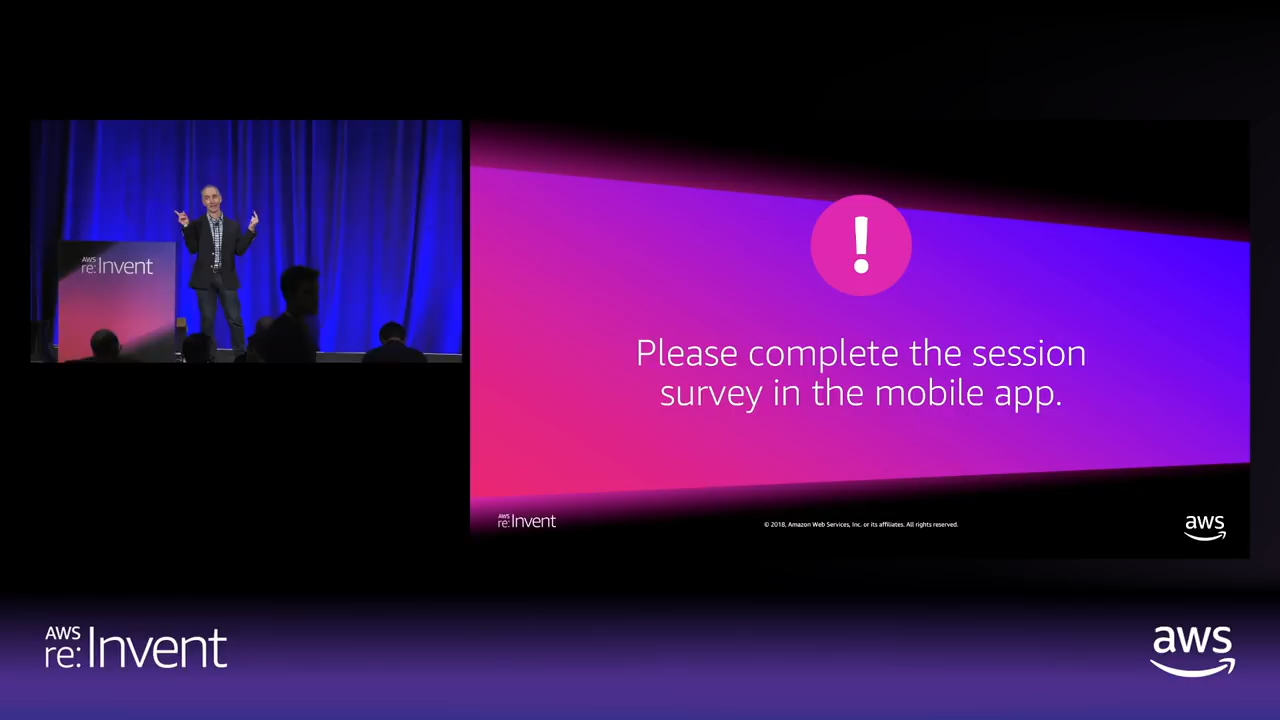 AWS
re:Invent
!
Please complete the session
survey in the mobile app.
AWS
re:Invent
© 2018, Amazon Web Services, Inc. or its affiliates. All rights reserved.
aws
AWS
re:Invent
aws